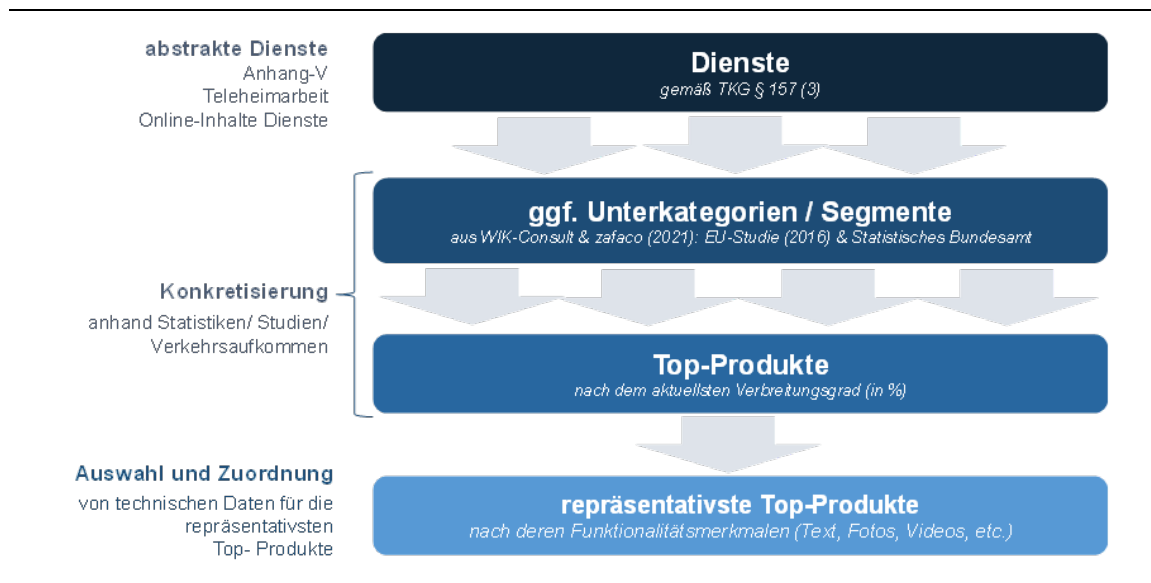 abstrakte Dienste
Anhang-V
Teleheimarbeit
Online-Inhalte Dienste
Dienste
gemäß TKG § 157 (3)
ggf. Unterkategorien / Segmente
aus WIK-Consult & zafaco (2021): EU-Studie (2016) & Statistisches Bundesamt
Konkretisierung
anhand Statistiken/ Studien/
Verkehrsaufkommen
Top-Produkte
nach dem aktuellsten Verbreitungsgrad (in %)
Auswahl und Zuordnung
von technischen Daten für die
repräsentativsten
Top- Produkte
repräsentativste Top-Produkte
nach deren Funktionalitätsmerkmalen (Text, Fotos, Videos, etc.)